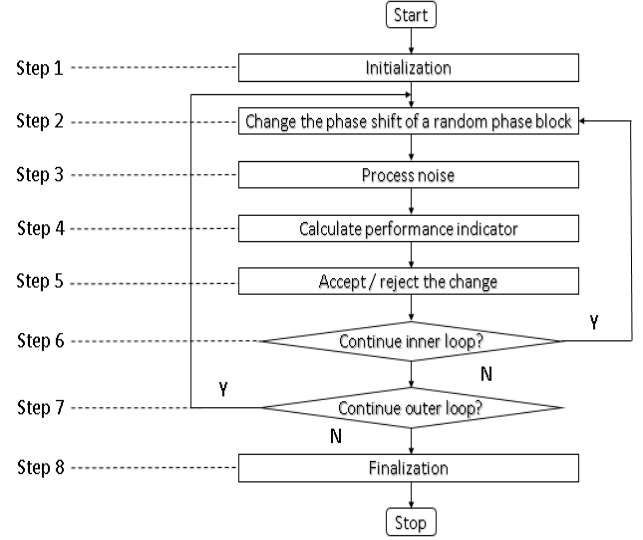 Start
Step 1 Initialization
Step 2 Change the phase shift of a random phase block
Step 3 Process noise
Step 4 Calculate performance indicator
Step 5 Accept / reject the change
Step 6 Continue inner loop? Y
N
Y
Step 7 Continue outer loop?
N
Step 8 Finalization
Stop